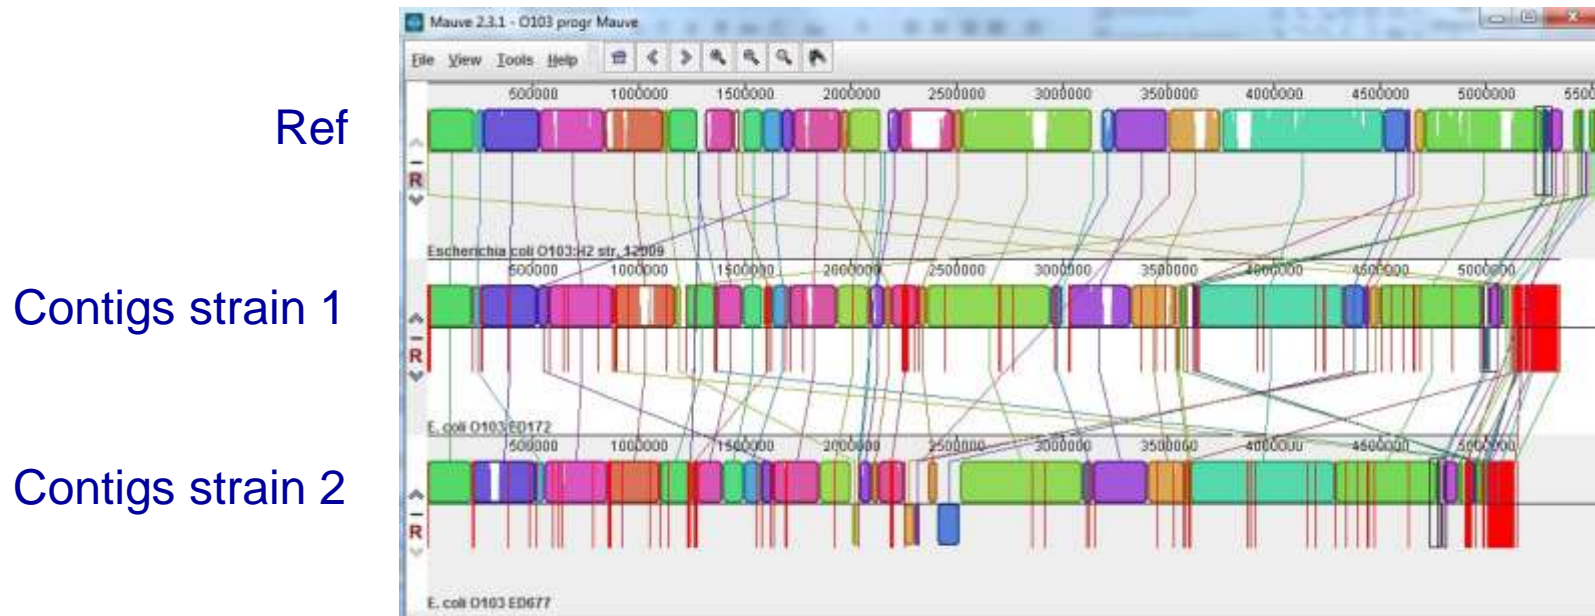 Mauve 2.3.1 - O103 progr Mauve
File View Tools Help
500000 1000000 1500000 2000000 2500000 3000000 3500000 4000000 4500000 5000000 5500
Ref
R
Escherichia coli O103:H2 str. 12009
500000 1000000 1500000 2000000 2500000 3000000 3500000 4000000 4500000 5000000
Contigs strain 1
R
E. coli O103 ED172
500000 1000000 1500000 2000000 2500000 3000000 3500000 4000000 4500000 5000000
Contigs strain 2
R
E. coli O103 ED677